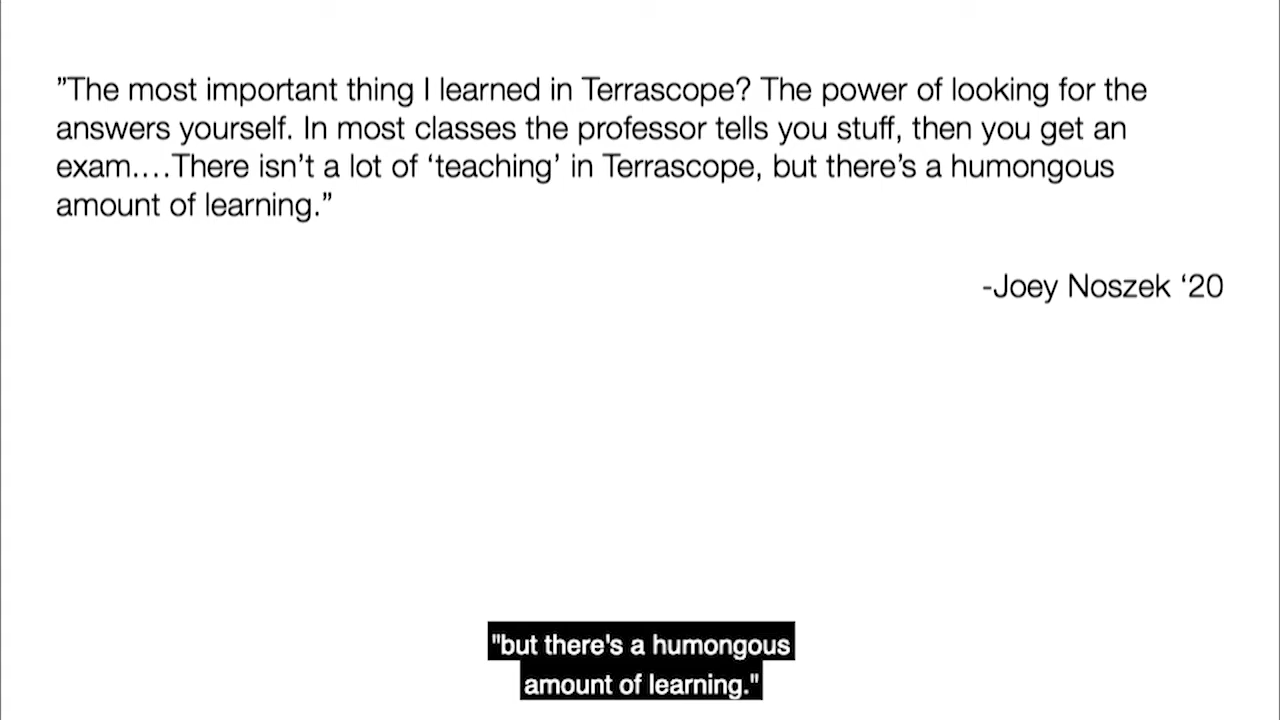 ”The most important thing I learned in Terrascope? The power of looking for the
answers yourself. In most classes the professor tells you stuff, then you get an
exam....There isn’t a lot of ‘teaching’ in Terrascope, but there’s a humongous
amount of learning.”
-Joey Noszek ‘20
"but there's a humongous
amount of learning."